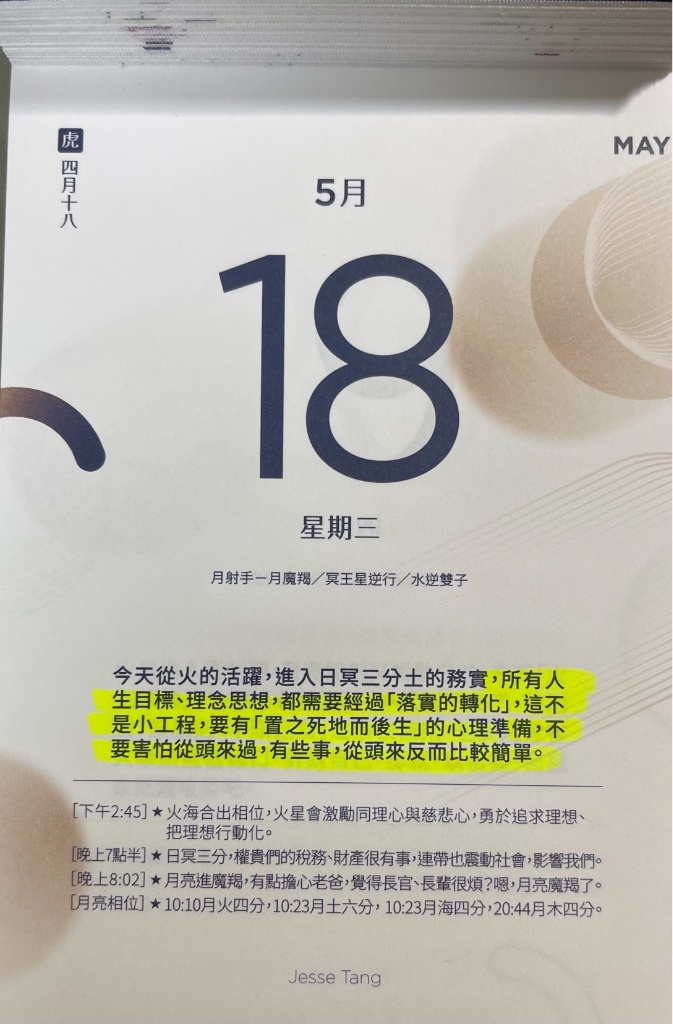 虎
四月十八
MAY
5月
18
星期三
月射手－月魔羯／冥王星逆行／水逆雙子
今天從火的活躍，進入日冥三分土的務實，所有人
生目標、理念思想，都需要經過「落實的轉化」，這不
是小工程，要有「置之死地而後生」的心理準備，不
要害怕從頭來過，有些事，從頭來反而比較簡單。
[下午2:45]★火海合出相位，火星會激勵同理心與慈悲心，勇於追求理想、
把理想行動化。
[晚上7點半]★日冥三分，權貴們的稅務、財產很有事，連帶也震動社會，影響我們。
[晚上8:02]★月亮進魔羯，有點擔心老爸，覺得長官、長輩很煩？嗯，月亮魔羯了。
[月亮相位]★10:10月火四分，10:23月土六分，10:23月海四分，20:44月木四分。
Jesse Tang